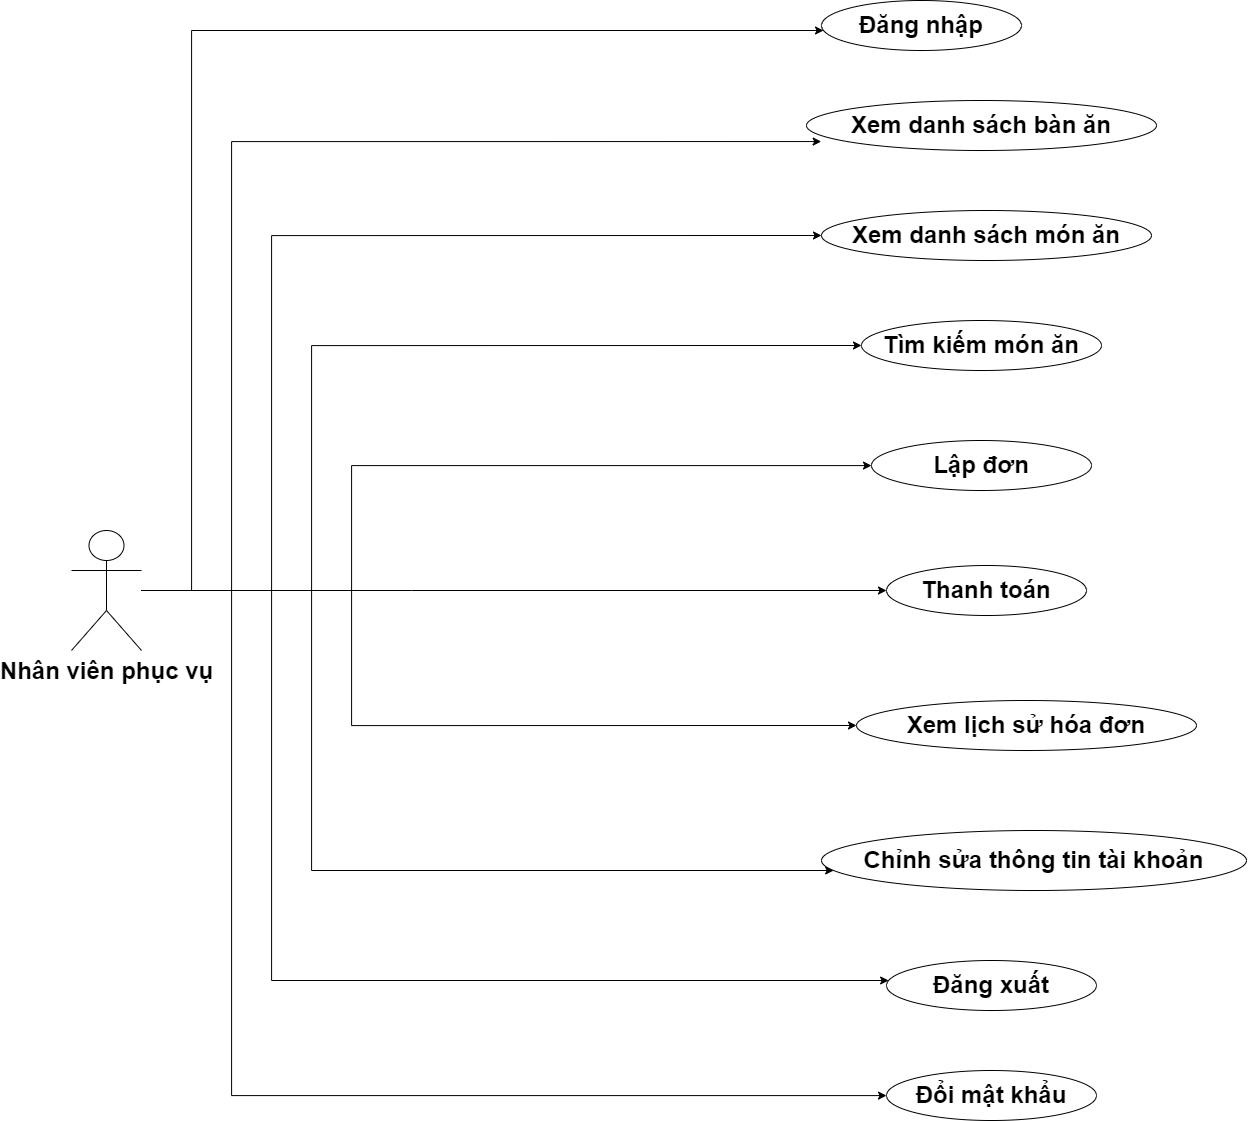 Đăng nhập
Xem danh sách bàn ăn
Xem danh sách món ăn
Tìm kiếm món ăn
Lập đơn
Thanh toán
Nhân viên phục vụ
Xem lịch sử hóa đơn
Chỉnh sửa thông tin tài khoản
Đăng xuất
Đổi mật khẩu